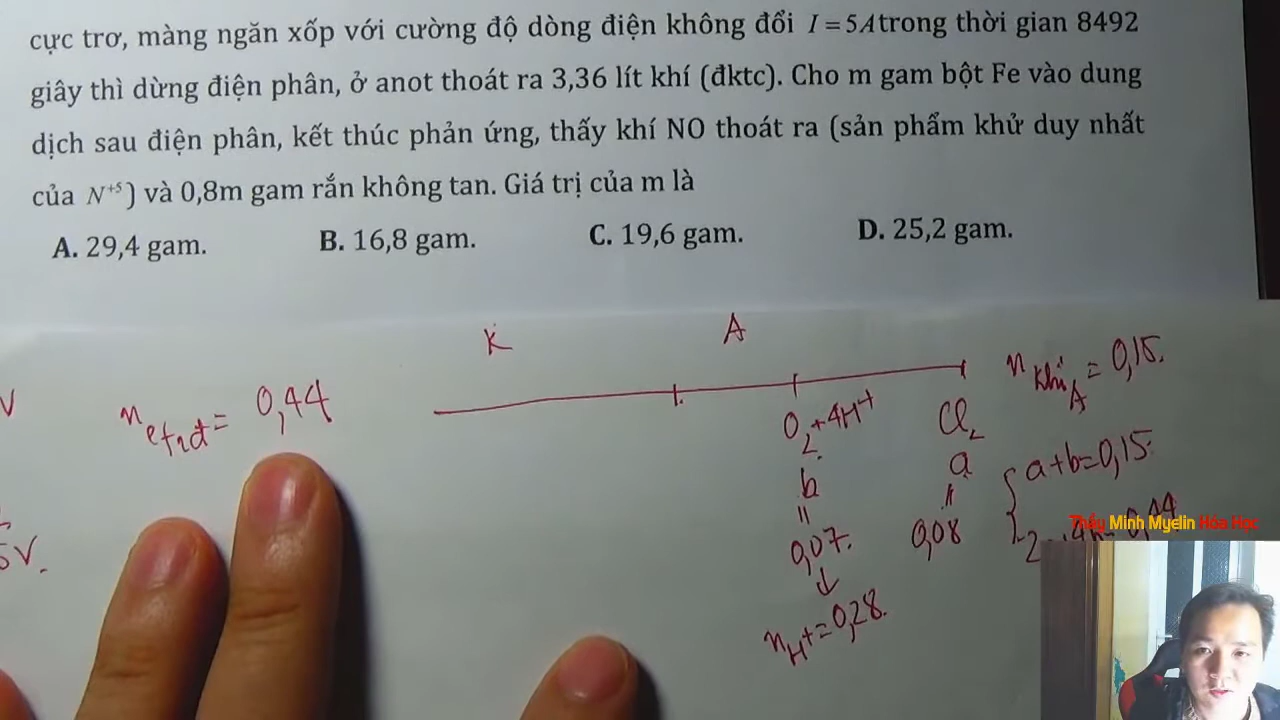 cực trơ, màng ngăn xốp với cường độ dòng điện không đổi I = 5A trong thời gian 8492
giây thì dừng điện phân, ở anot thoát ra 3,36 lít khí (đktc). Cho m gam bột Fe vào dung
dịch sau điện phân, kết thúc phản ứng, thấy khí NO thoát ra (sản phẩm khử duy nhất
của N⁺⁵) và 0,8m gam rắn không tan. Giá trị của m là
A. 29,4 gam. B. 16,8 gam. C. 19,6 gam. D. 25,2 gam.
K A
n khí A = 0,15.
n e trđ = 0,44
O₂ + 4H⁺ Cl₂
b a
a+b=0,15.
0,07. 0,08
n H⁺ = 0,28.
Thầy Minh Myelin Hóa Học
5V.